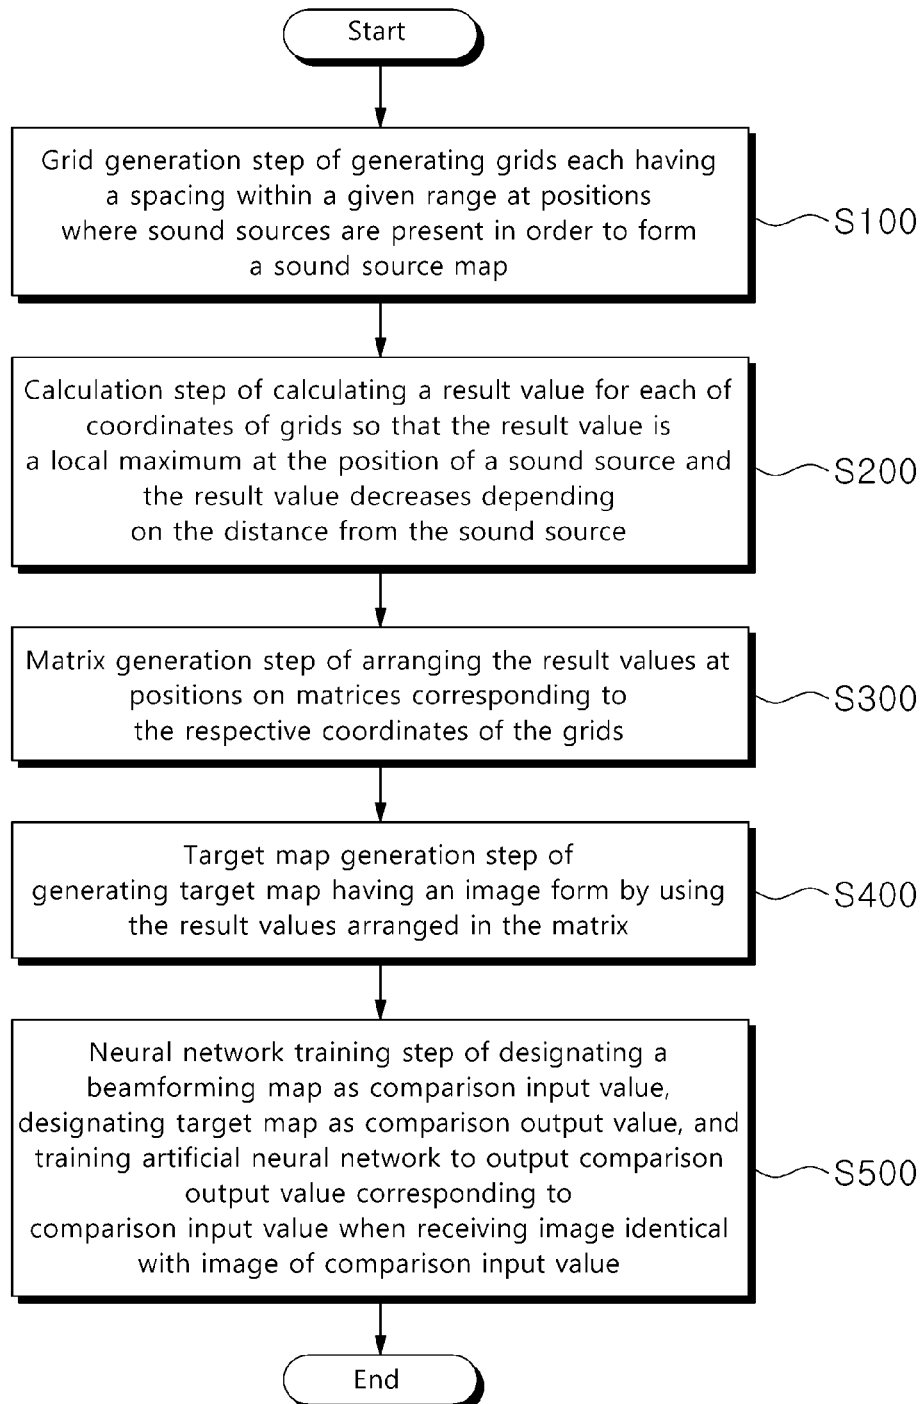 Start
Grid generation step of generating grids each having
a spacing within a given range at positions
where sound sources are present in order to form
a sound source map
S100
Calculation step of calculating a result value for each of
coordinates of grids so that the result value is
a local maximum at the position of a sound source and
the result value decreases depending
on the distance from the sound source
S200
Matrix generation step of arranging the result values at
positions on matrices corresponding to
the respective coordinates of the grids
S300
Target map generation step of
generating target map having an image form by using
the result values arranged in the matrix
S400
Neural network training step of designating a
beamforming map as comparison input value,
designating target map as comparison output value, and
training artificial neural network to output comparison
output value corresponding to
comparison input value when receiving image identical
with image of comparison input value
S500
End